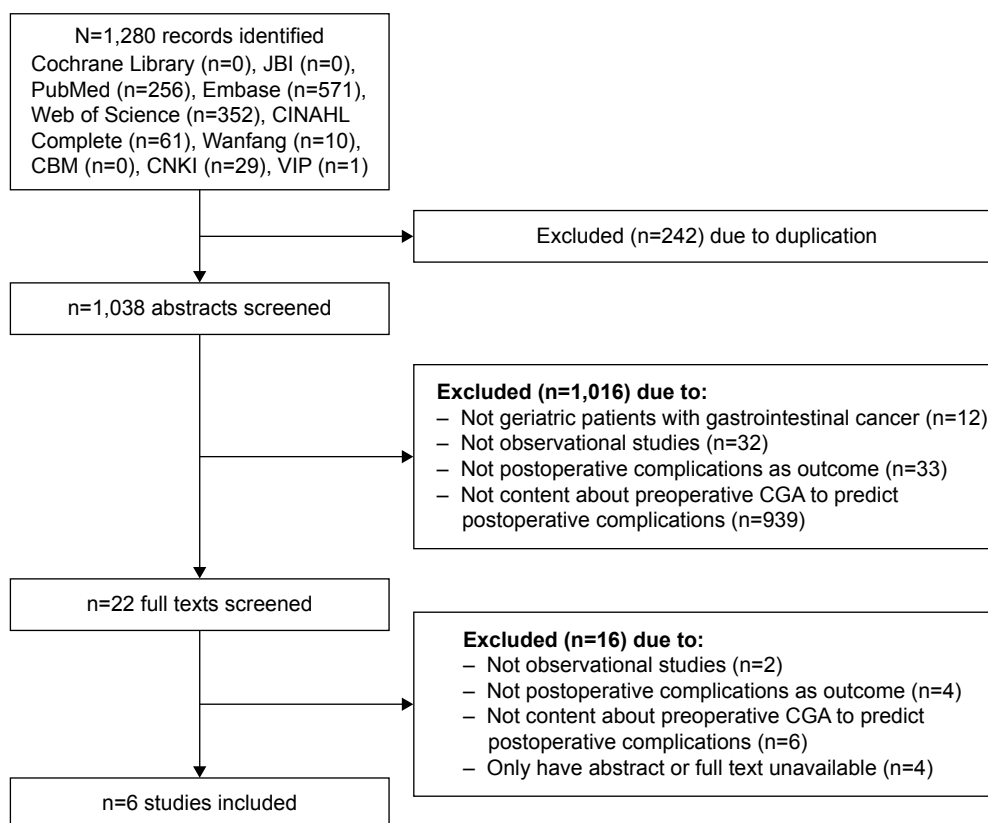 N=1,280 records identified
Cochrane Library (n=0), JBI (n=0),
PubMed (n=256), Embase (n=571),
Web of Science (n=352), CINAHL
Complete (n=61), Wanfang (n=10),
CBM (n=0), CNKI (n=29), VIP (n=1)
Excluded (n=242) due to duplication
n=1,038 abstracts screened
Excluded (n=1,016) due to:
– Not geriatric patients with gastrointestinal cancer (n=12)
– Not observational studies (n=32)
– Not postoperative complications as outcome (n=33)
– Not content about preoperative CGA to predict
postoperative complications (n=939)
n=22 full texts screened
Excluded (n=16) due to:
– Not observational studies (n=2)
– Not postoperative complications as outcome (n=4)
– Not content about preoperative CGA to predict
postoperative complications (n=6)
– Only have abstract or full text unavailable (n=4)
n=6 studies included